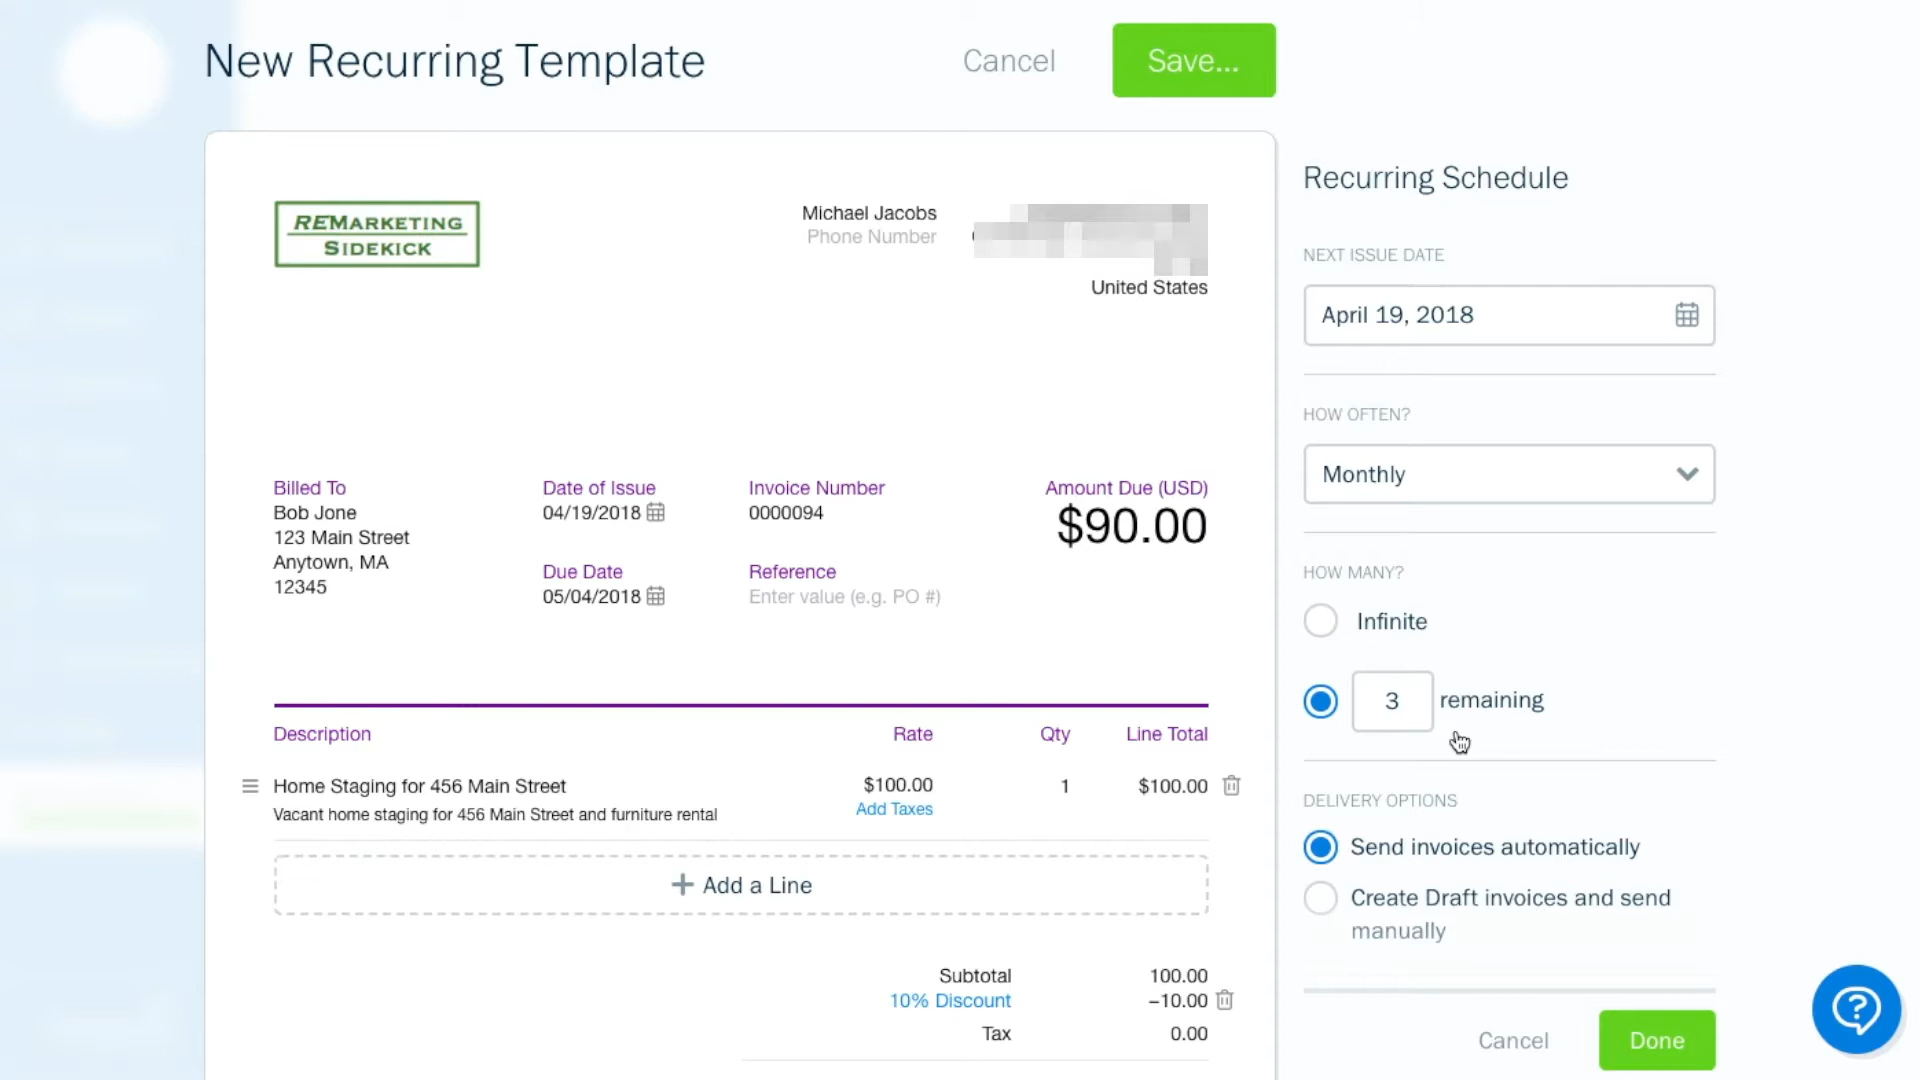 New Recurring Template
Cancel
Save...
REMARKETING
SIDEKICK
Michael Jacobs
Phone Number
United States
Billed To
Bob Jone
123 Main Street
Anytown, MA
12345
Date of Issue
04/19/2018
Due Date
05/04/2018
Invoice Number
0000094
Reference
Enter value (e.g. PO #)
Amount Due (USD)
$90.00
Description Rate Qty Line Total
Home Staging for 456 Main Street $100.00 1 $100.00
Vacant home staging for 456 Main Street and furniture rental Add Taxes
+ Add a Line
Subtotal 100.00
10% Discount −10.00
Tax 0.00
Recurring Schedule
NEXT ISSUE DATE
April 19, 2018
HOW OFTEN?
Monthly
HOW MANY?
Infinite
3 remaining
DELIVERY OPTIONS
Send invoices automatically
Create Draft invoices and send
manually
Cancel
Done
?